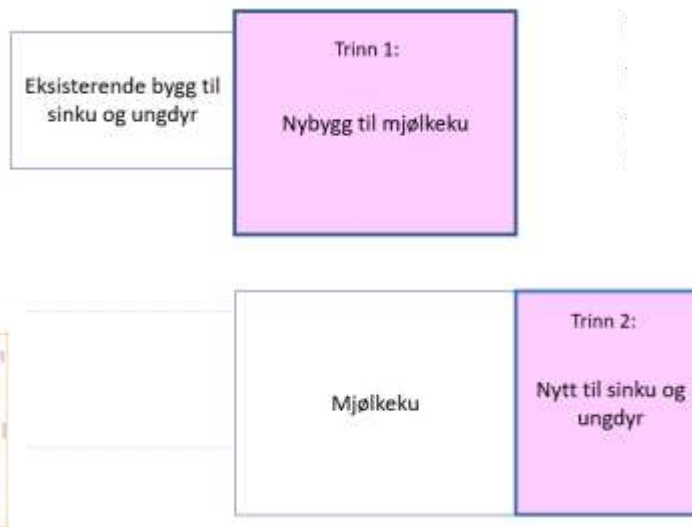 Trinn 1:
Eksisterende bygg til
sinku og ungdyr
Nybygg til mjølkeku
Trinn 2:
Mjølkeku
Nytt til sinku og
ungdyr